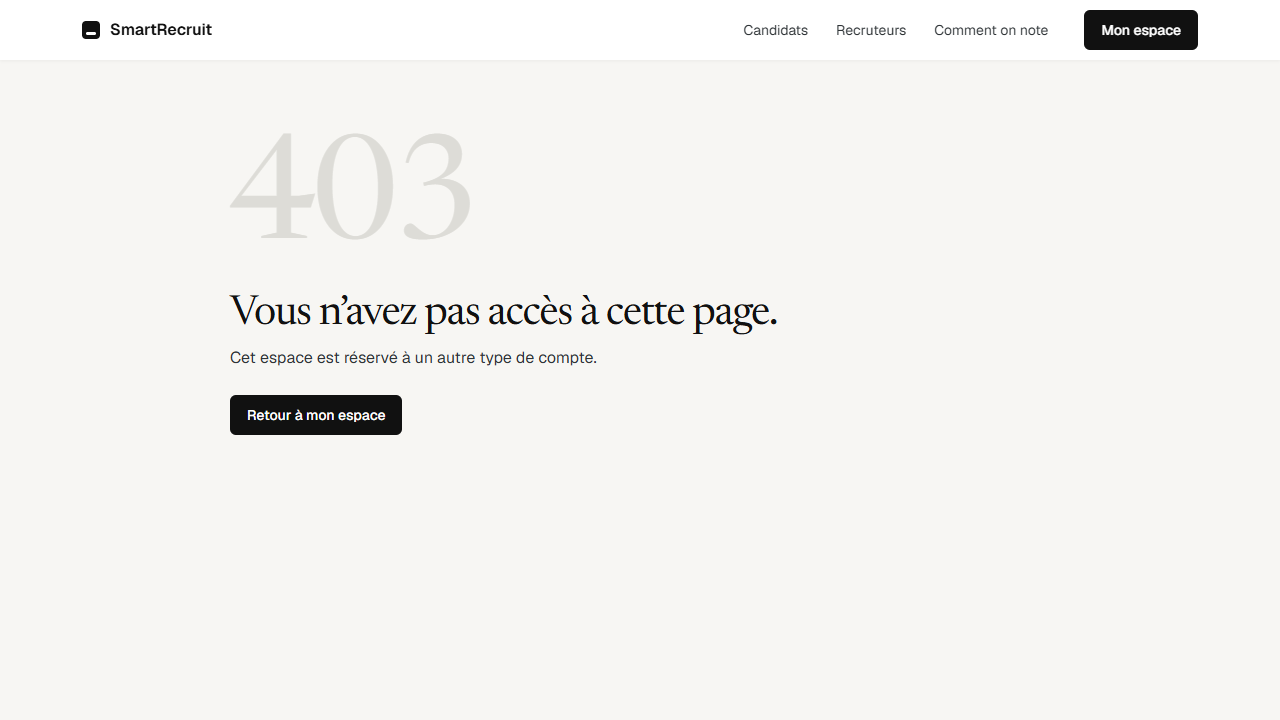 SmartRecruit
Candidats
Recruteurs
Comment on note
Mon espace
403
Vous n’avez pas accès à cette page.
Cet espace est réservé à un autre type de compte.
Retour à mon espace